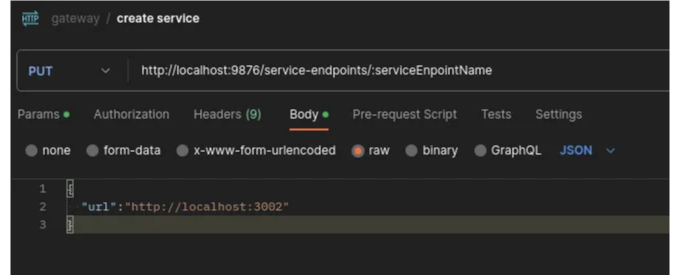 HTTP gateway / create service
PUT http://localhost:9876/service-endpoints/:serviceEnpointName
Params Authorization Headers (9) Body Pre-request Script Tests Settings
none form-data x-www-form-urlencoded raw binary GraphQL JSON
1 {
2 "url":"http://localhost:3002"
3 }